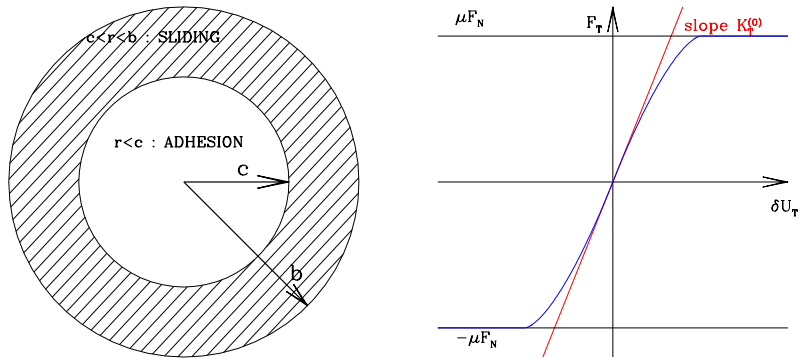 c<r<b : SLIDING
r<c : ADHESION
c
b
μF_N
F_T
slope K_T^(0)
δU_T
-μF_N